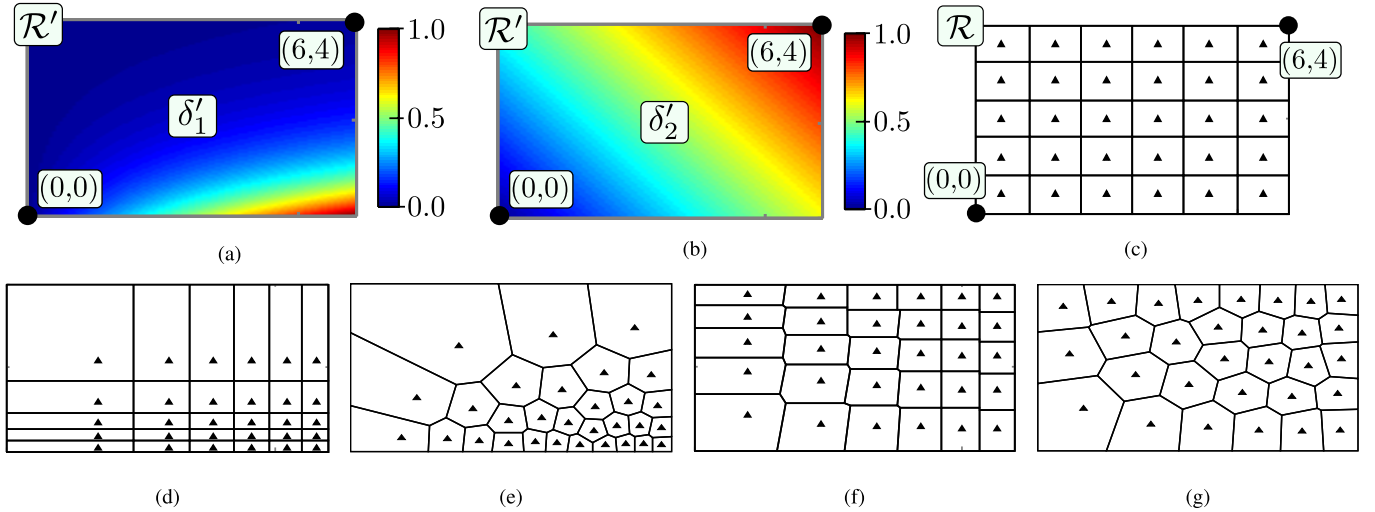 R′
(6,4)
δ′₁
(0,0)
1.0
0.5
0.0
(a)
R′
(6,4)
δ′₂
(0,0)
1.0
0.5
0.0
(b)
R
(6,4)
(0,0)
(c)
(d)
(e)
(f)
(g)